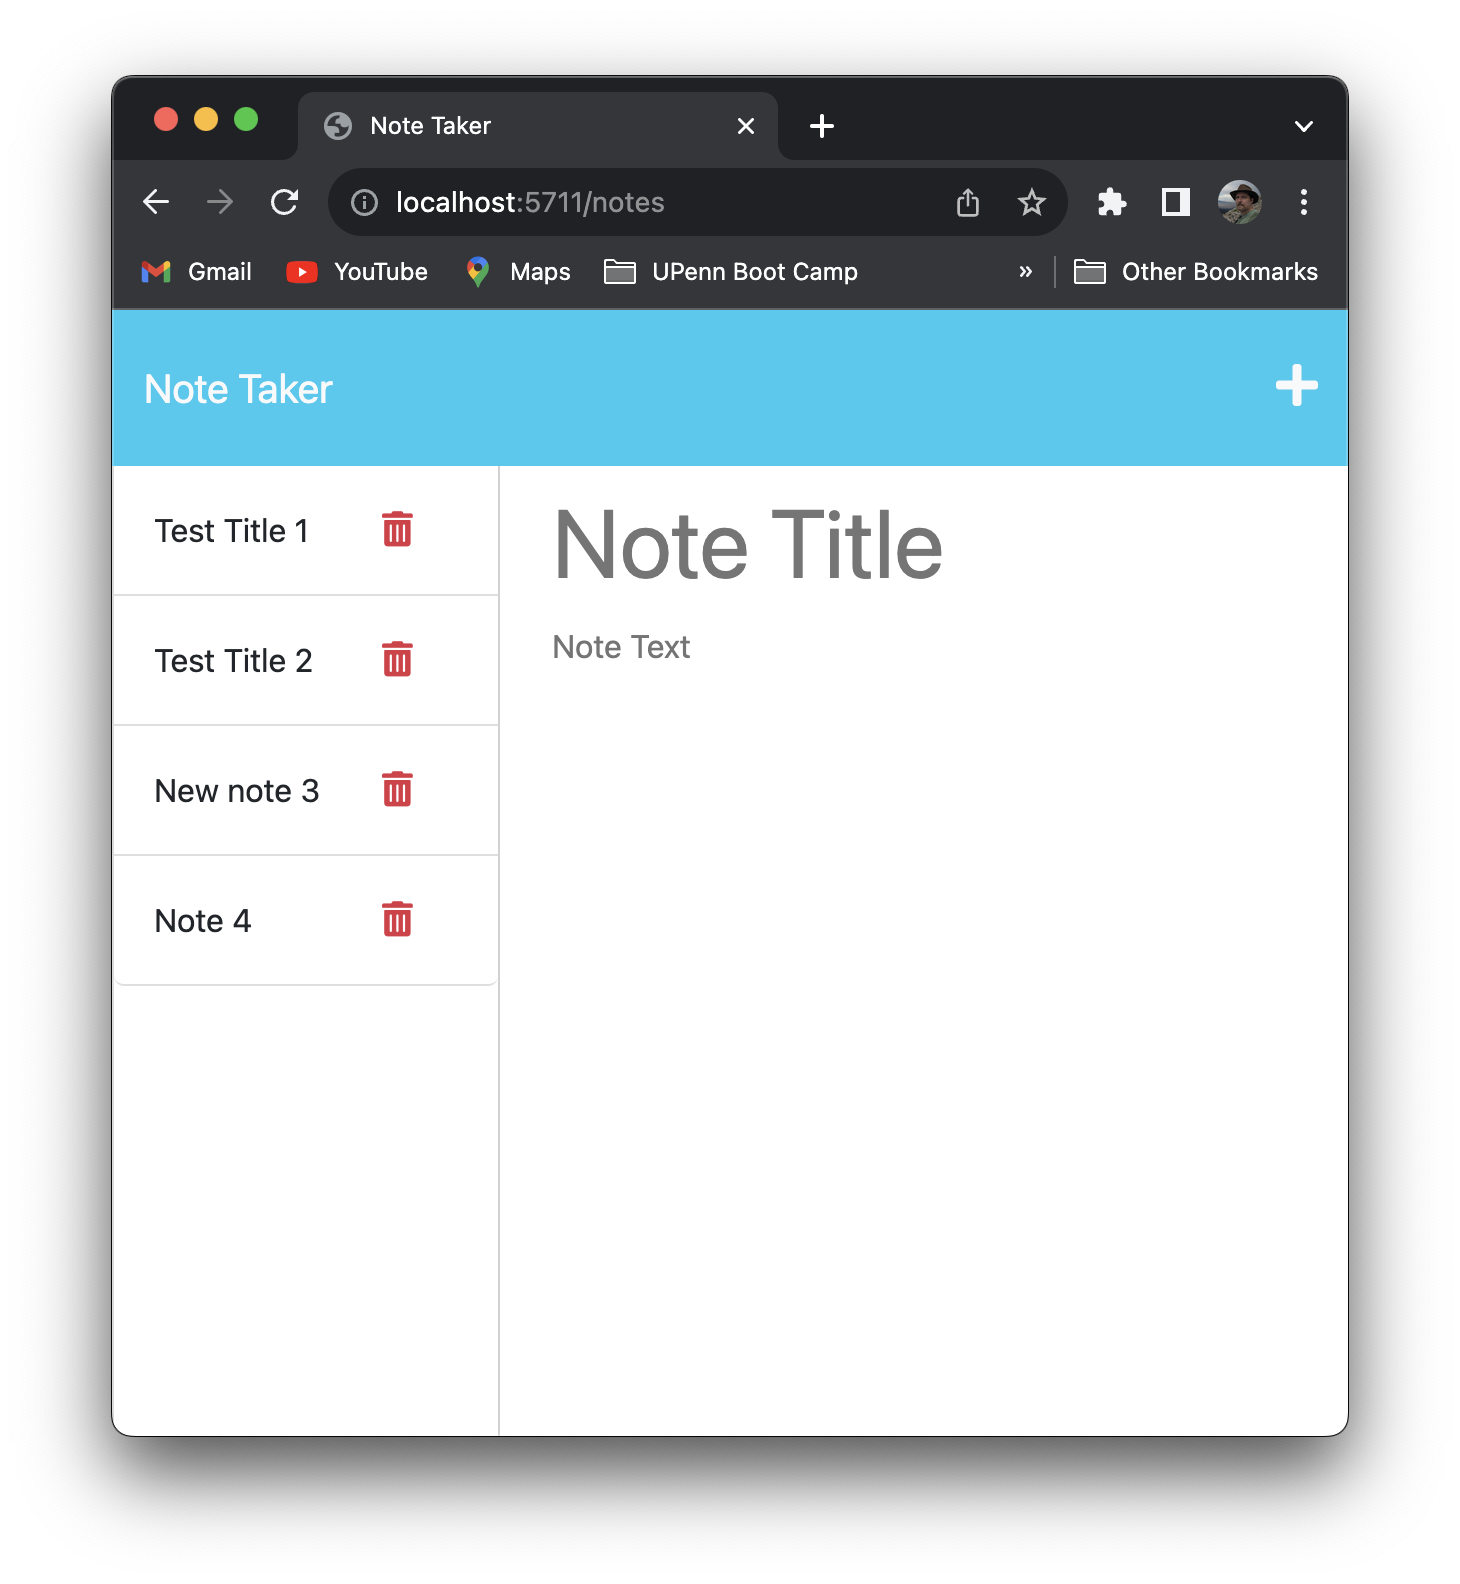 Note Taker
localhost:5711/notes
Gmail YouTube Maps UPenn Boot Camp » Other Bookmarks
Note Taker
Test Title 1
Test Title 2
New note 3
Note 4
Note Title
Note Text